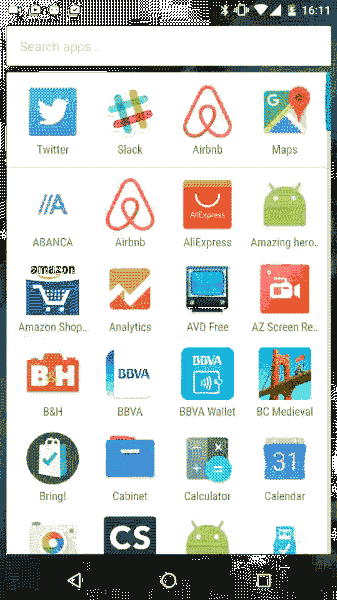 16:11
Search apps...
Twitter Slack Airbnb Maps
//A AliExpress
ABANCA Airbnb AliExpress Amazing hero..
amazon
Amazon Shop.. Analytics AVD Free AZ Screen Re..
B&H BBVA BBVA
B&H BBVA BBVA Wallet BC Medieval
31
Bring! Cabinet Calculator Calendar
CS